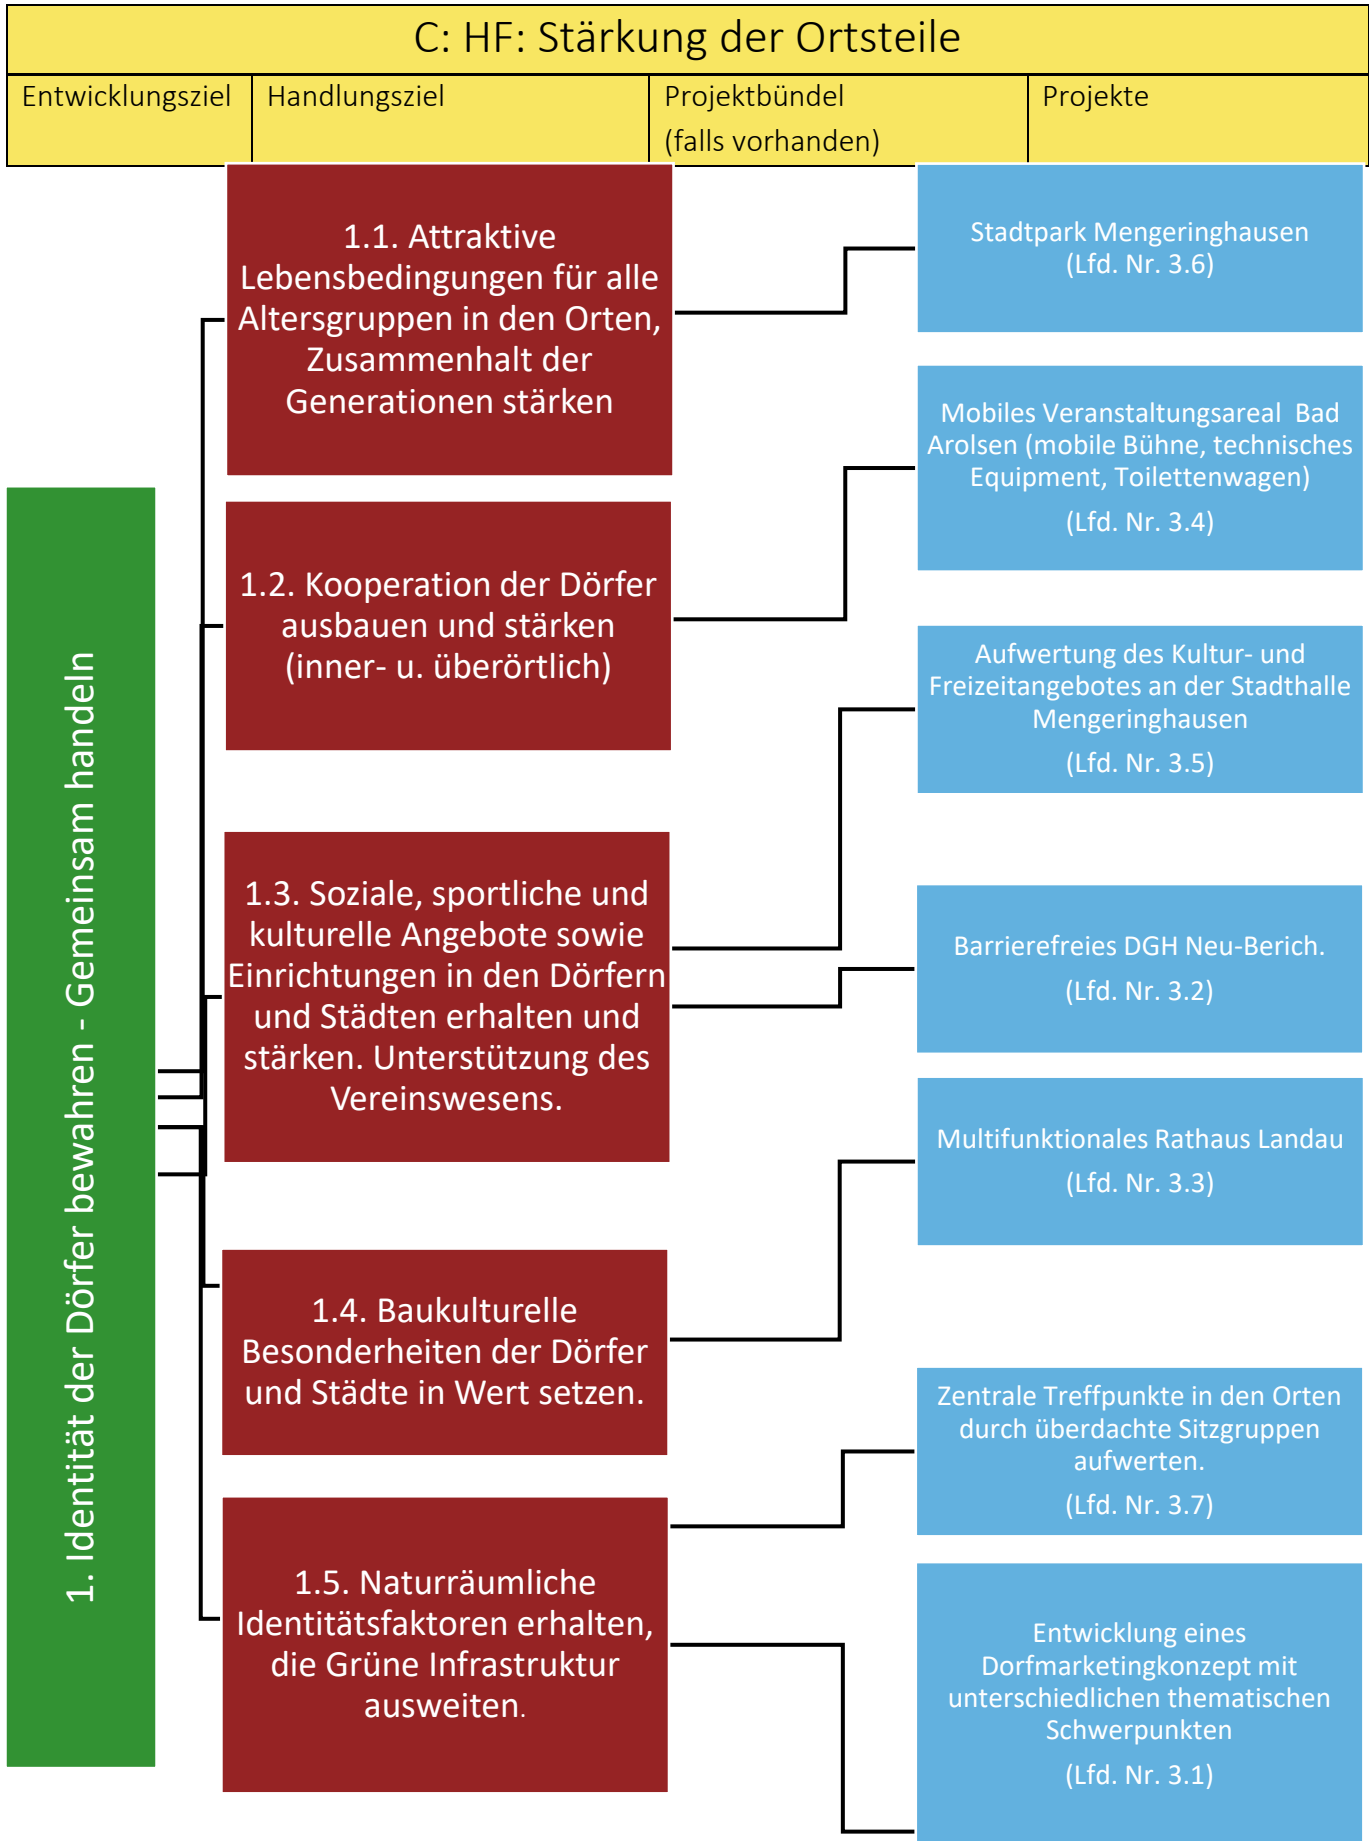 C: HF: Stärkung der Ortsteile
Entwicklungsziel
Handlungsziel
Projektbündel
(falls vorhanden)
Projekte
1. Identität der Dörfer bewahren - Gemeinsam handeln
1.1. Attraktive
Lebensbedingungen für alle
Altersgruppen in den Orten,
Zusammenhalt der
Generationen stärken
1.2. Kooperation der Dörfer
ausbauen und stärken
(inner- u. überörtlich)
1.3. Soziale, sportliche und
kulturelle Angebote sowie
Einrichtungen in den Dörfern
und Städten erhalten und
stärken. Unterstützung des
Vereinswesens.
1.4. Baukulturelle
Besonderheiten der Dörfer
und Städte in Wert setzen.
1.5. Naturräumliche
Identitätsfaktoren erhalten,
die Grüne Infrastruktur
ausweiten.
Stadtpark Mengeringhausen
(Lfd. Nr. 3.6)
Mobiles Veranstaltungsareal Bad
Arolsen (mobile Bühne, technisches
Equipment, Toilettenwagen)
(Lfd. Nr. 3.4)
Aufwertung des Kultur- und
Freizeitangebotes an der Stadthalle
Mengeringhausen
(Lfd. Nr. 3.5)
Barrierefreies DGH Neu-Berich.
(Lfd. Nr. 3.2)
Multifunktionales Rathaus Landau
(Lfd. Nr. 3.3)
Zentrale Treffpunkte in den Orten
durch überdachte Sitzgruppen
aufwerten.
(Lfd. Nr. 3.7)
Entwicklung eines
Dorfmarketingkonzept mit
unterschiedlichen thematischen
Schwerpunkten
(Lfd. Nr. 3.1)